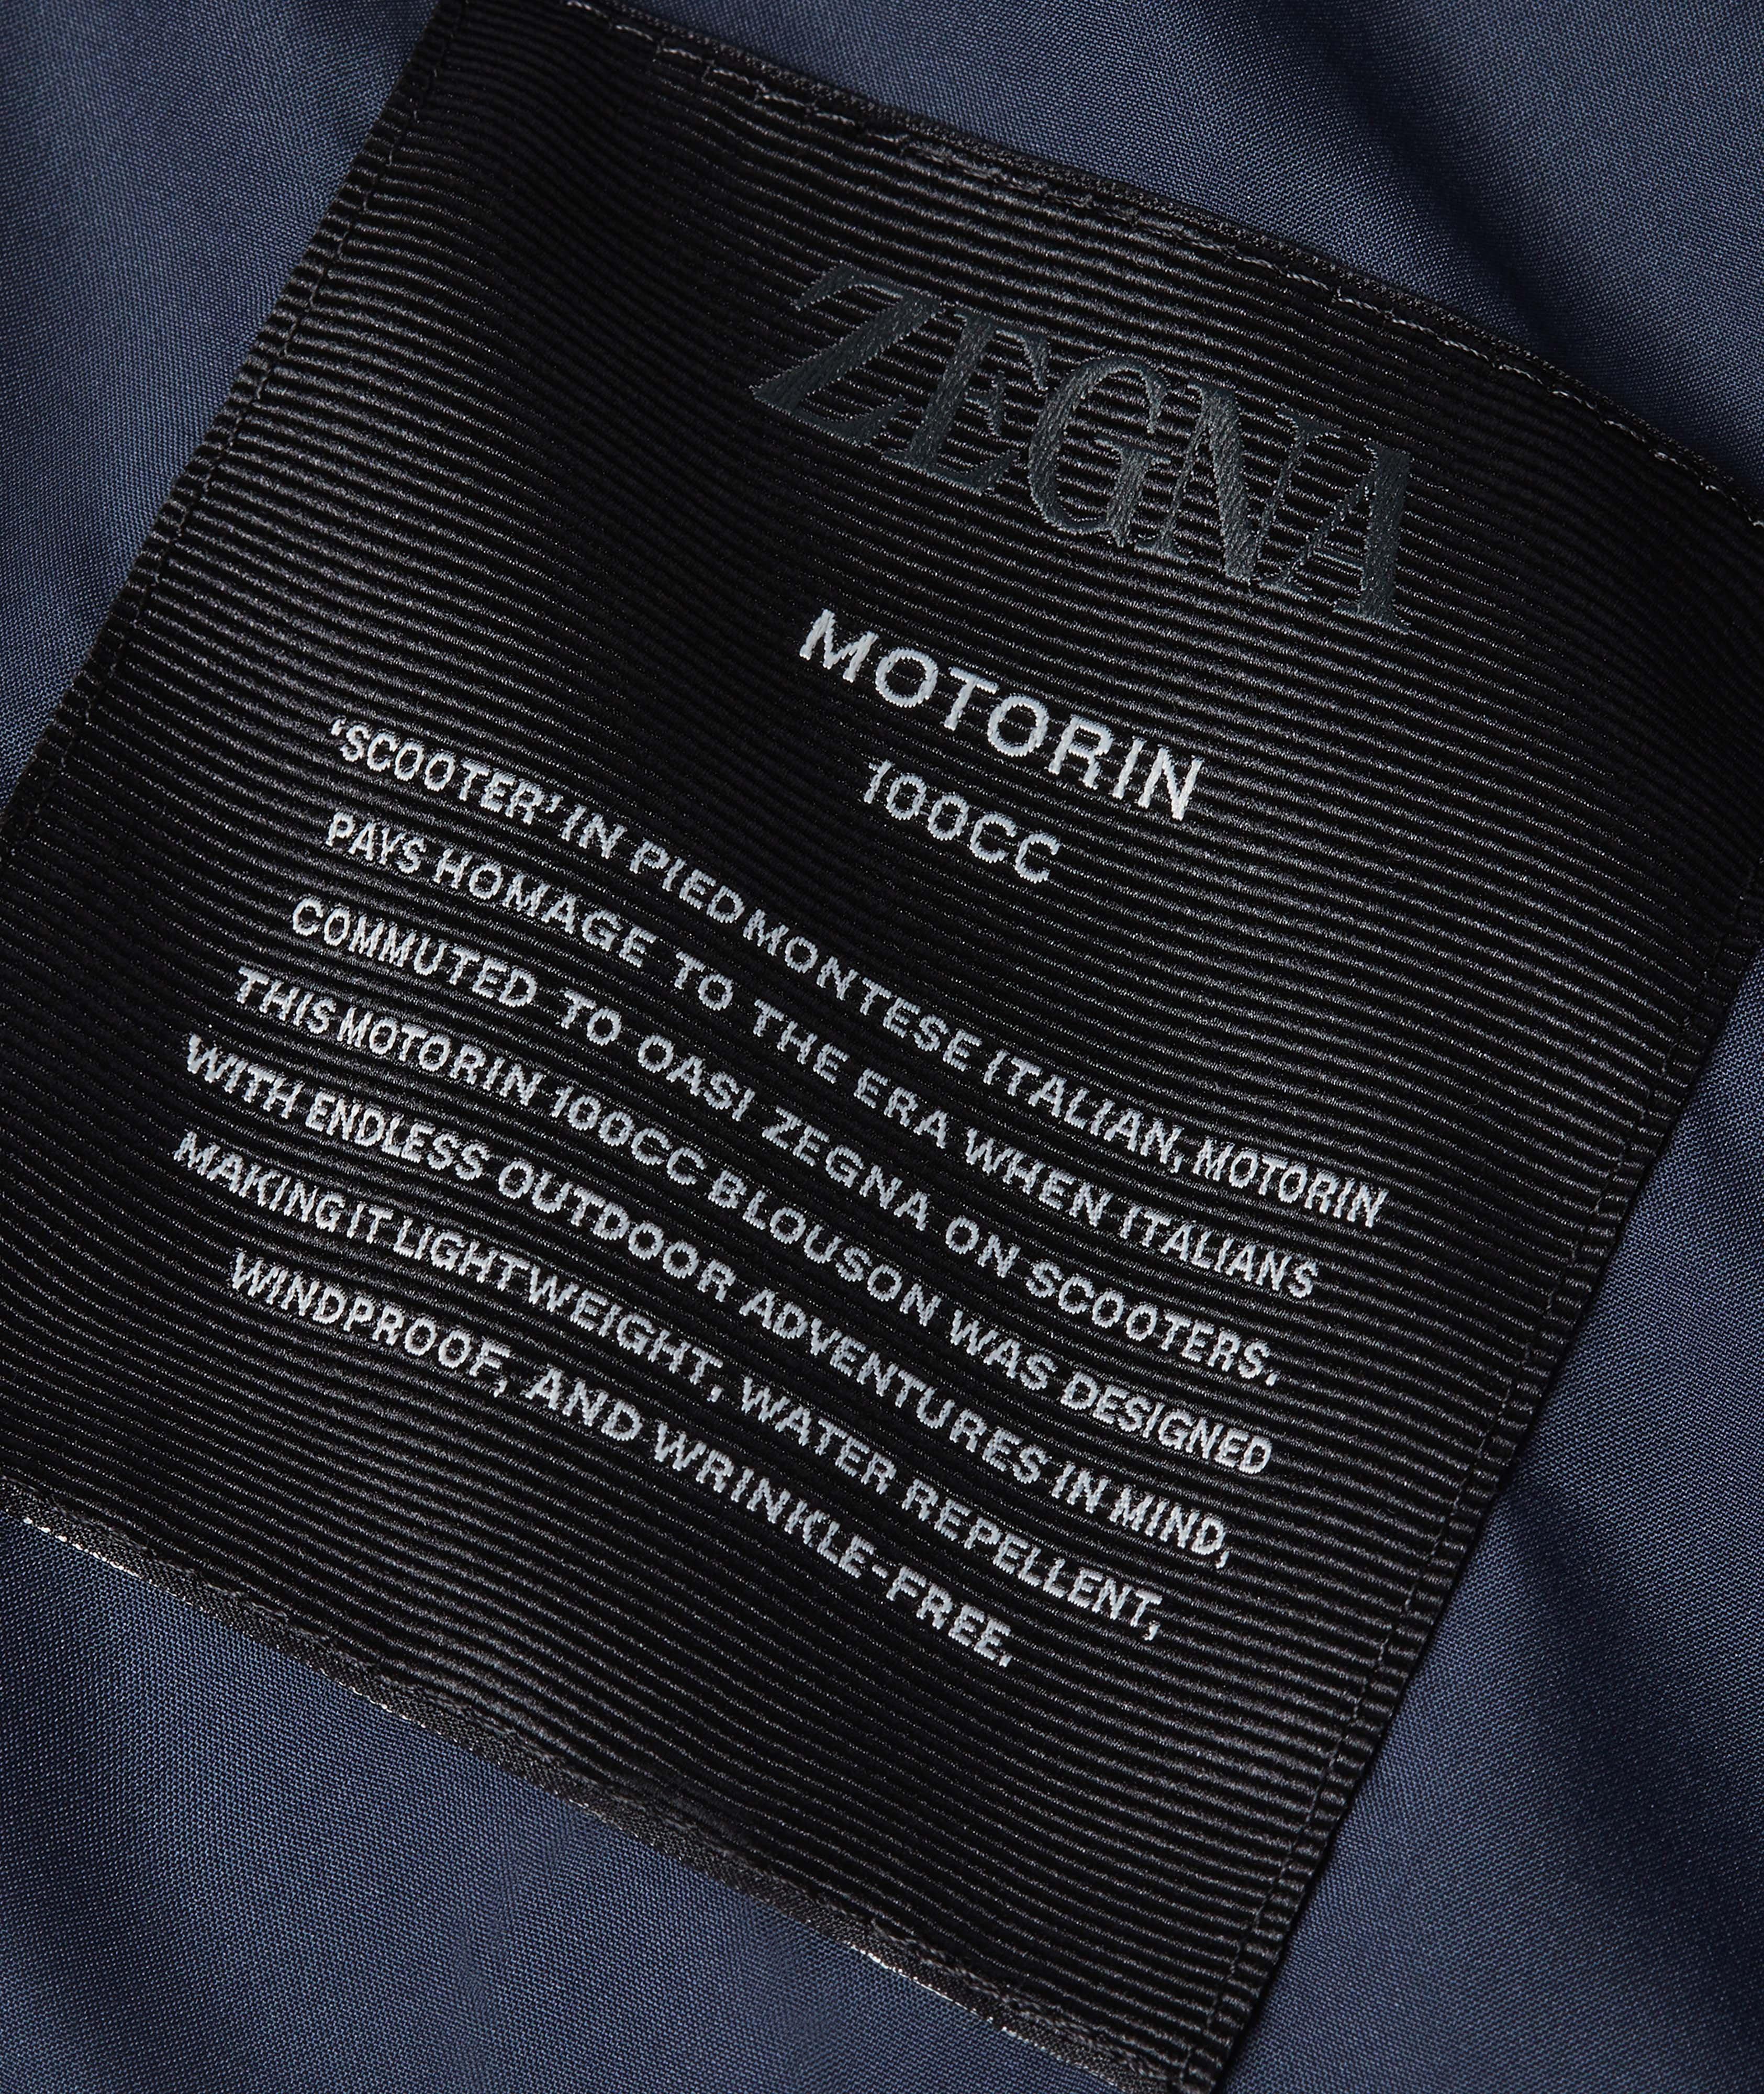 ZEGNA
MOTORIN
100CC
‘SCOOTER’ IN PIEDMONTESE ITALIAN, MOTORIN
PAYS HOMAGE TO THE ERA WHEN ITALIANS
COMMUTED TO OASI ZEGNA ON SCOOTERS.
THIS MOTORIN 100CC BLOUSON WAS DESIGNED
WITH ENDLESS OUTDOOR ADVENTURES IN MIND,
MAKING IT LIGHTWEIGHT, WATER REPELLENT,
WINDPROOF, AND WRINKLE-FREE.